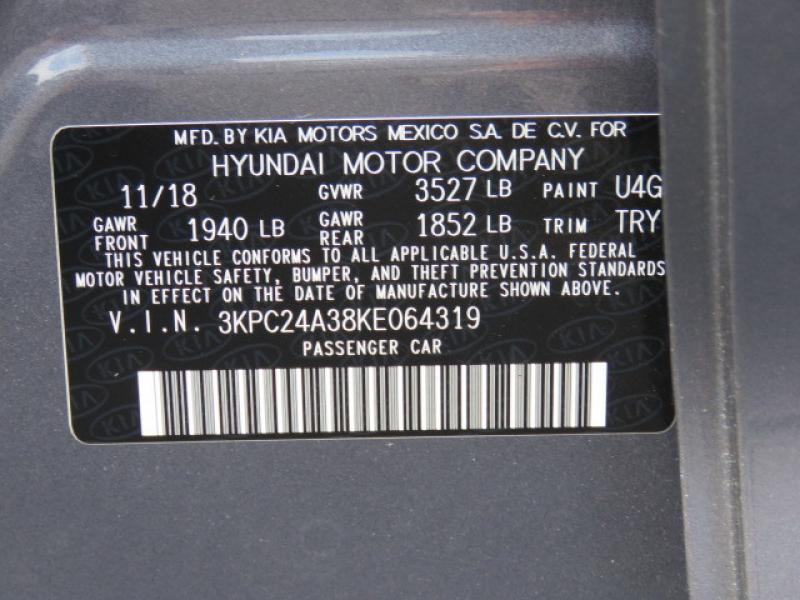 MFD. BY KIA MOTORS MEXICO S.A. DE C.V. FOR
HYUNDAI MOTOR COMPANY
11/18 GVWR 3527 LB PAINT U4G
GAWR FRONT 1940 LB GAWR REAR 1852 LB TRIM TRY
THIS VEHICLE CONFORMS TO ALL APPLICABLE U.S.A. FEDERAL
MOTOR VEHICLE SAFETY, BUMPER, AND THEFT PREVENTION STANDARDS
IN EFFECT ON THE DATE OF MANUFACTURE SHOWN ABOVE.
V.I.N. 3KPC24A38KE064319
PASSENGER CAR